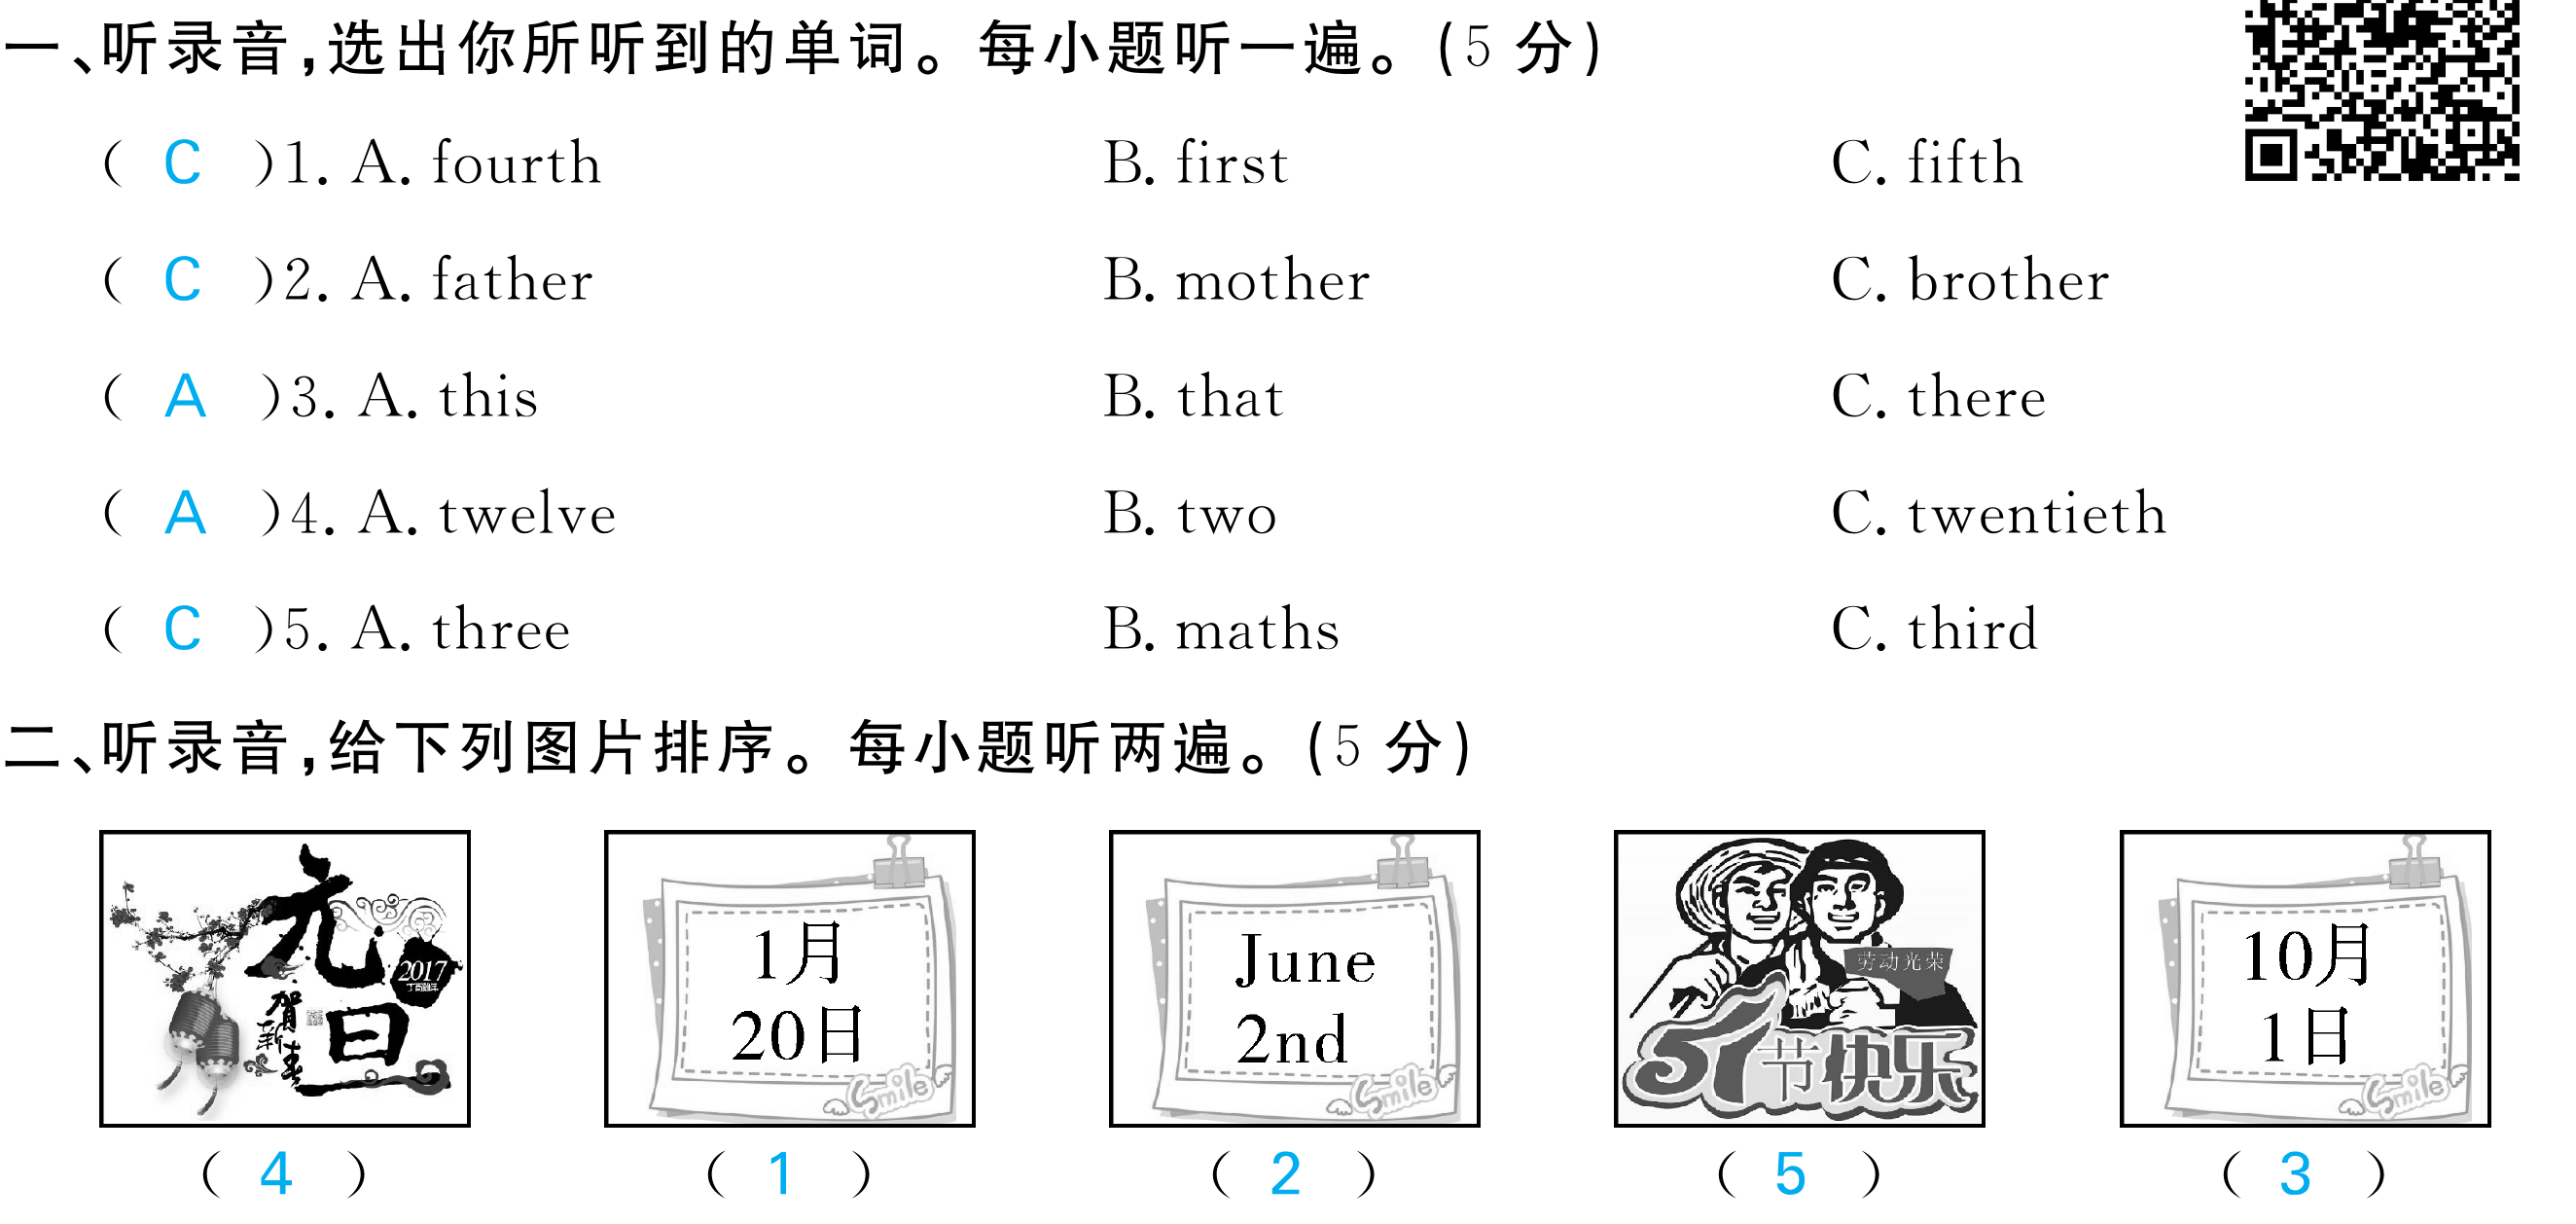 一、听录音,选出你所听到的单词。每小题听一遍。(5 分)
( C )1. A. fourth B. first C. fifth
( C )2. A. father B. mother C. brother
( A )3. A. this B. that C. there
( A )4. A. twelve B. two C. twentieth
( C )5. A. three B. maths C. third
二、听录音,给下列图片排序。每小题听两遍。(5 分)
元旦
2017
贺新春
1月
20日
Smile
June
2nd
Smile
劳动光荣
51节快乐
10月
1日
Smile
( 4 ) ( 1 ) ( 2 ) ( 5 ) ( 3 )